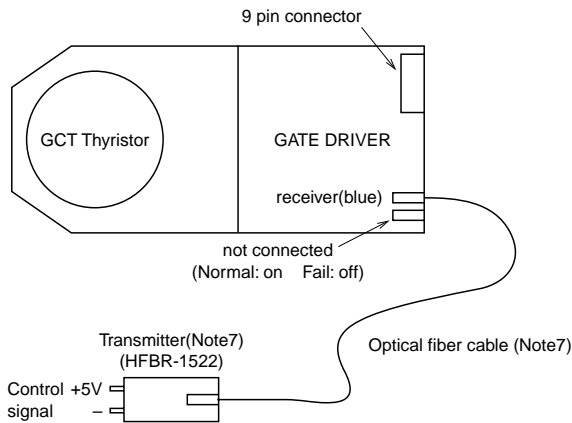 9 pin connector
GCT Thyristor
GATE DRIVER
receiver(blue)
not connected
(Normal: on Fail: off)
Transmitter(Note7)
(HFBR-1522)
Optical fiber cable (Note7)
Control +5V
signal –